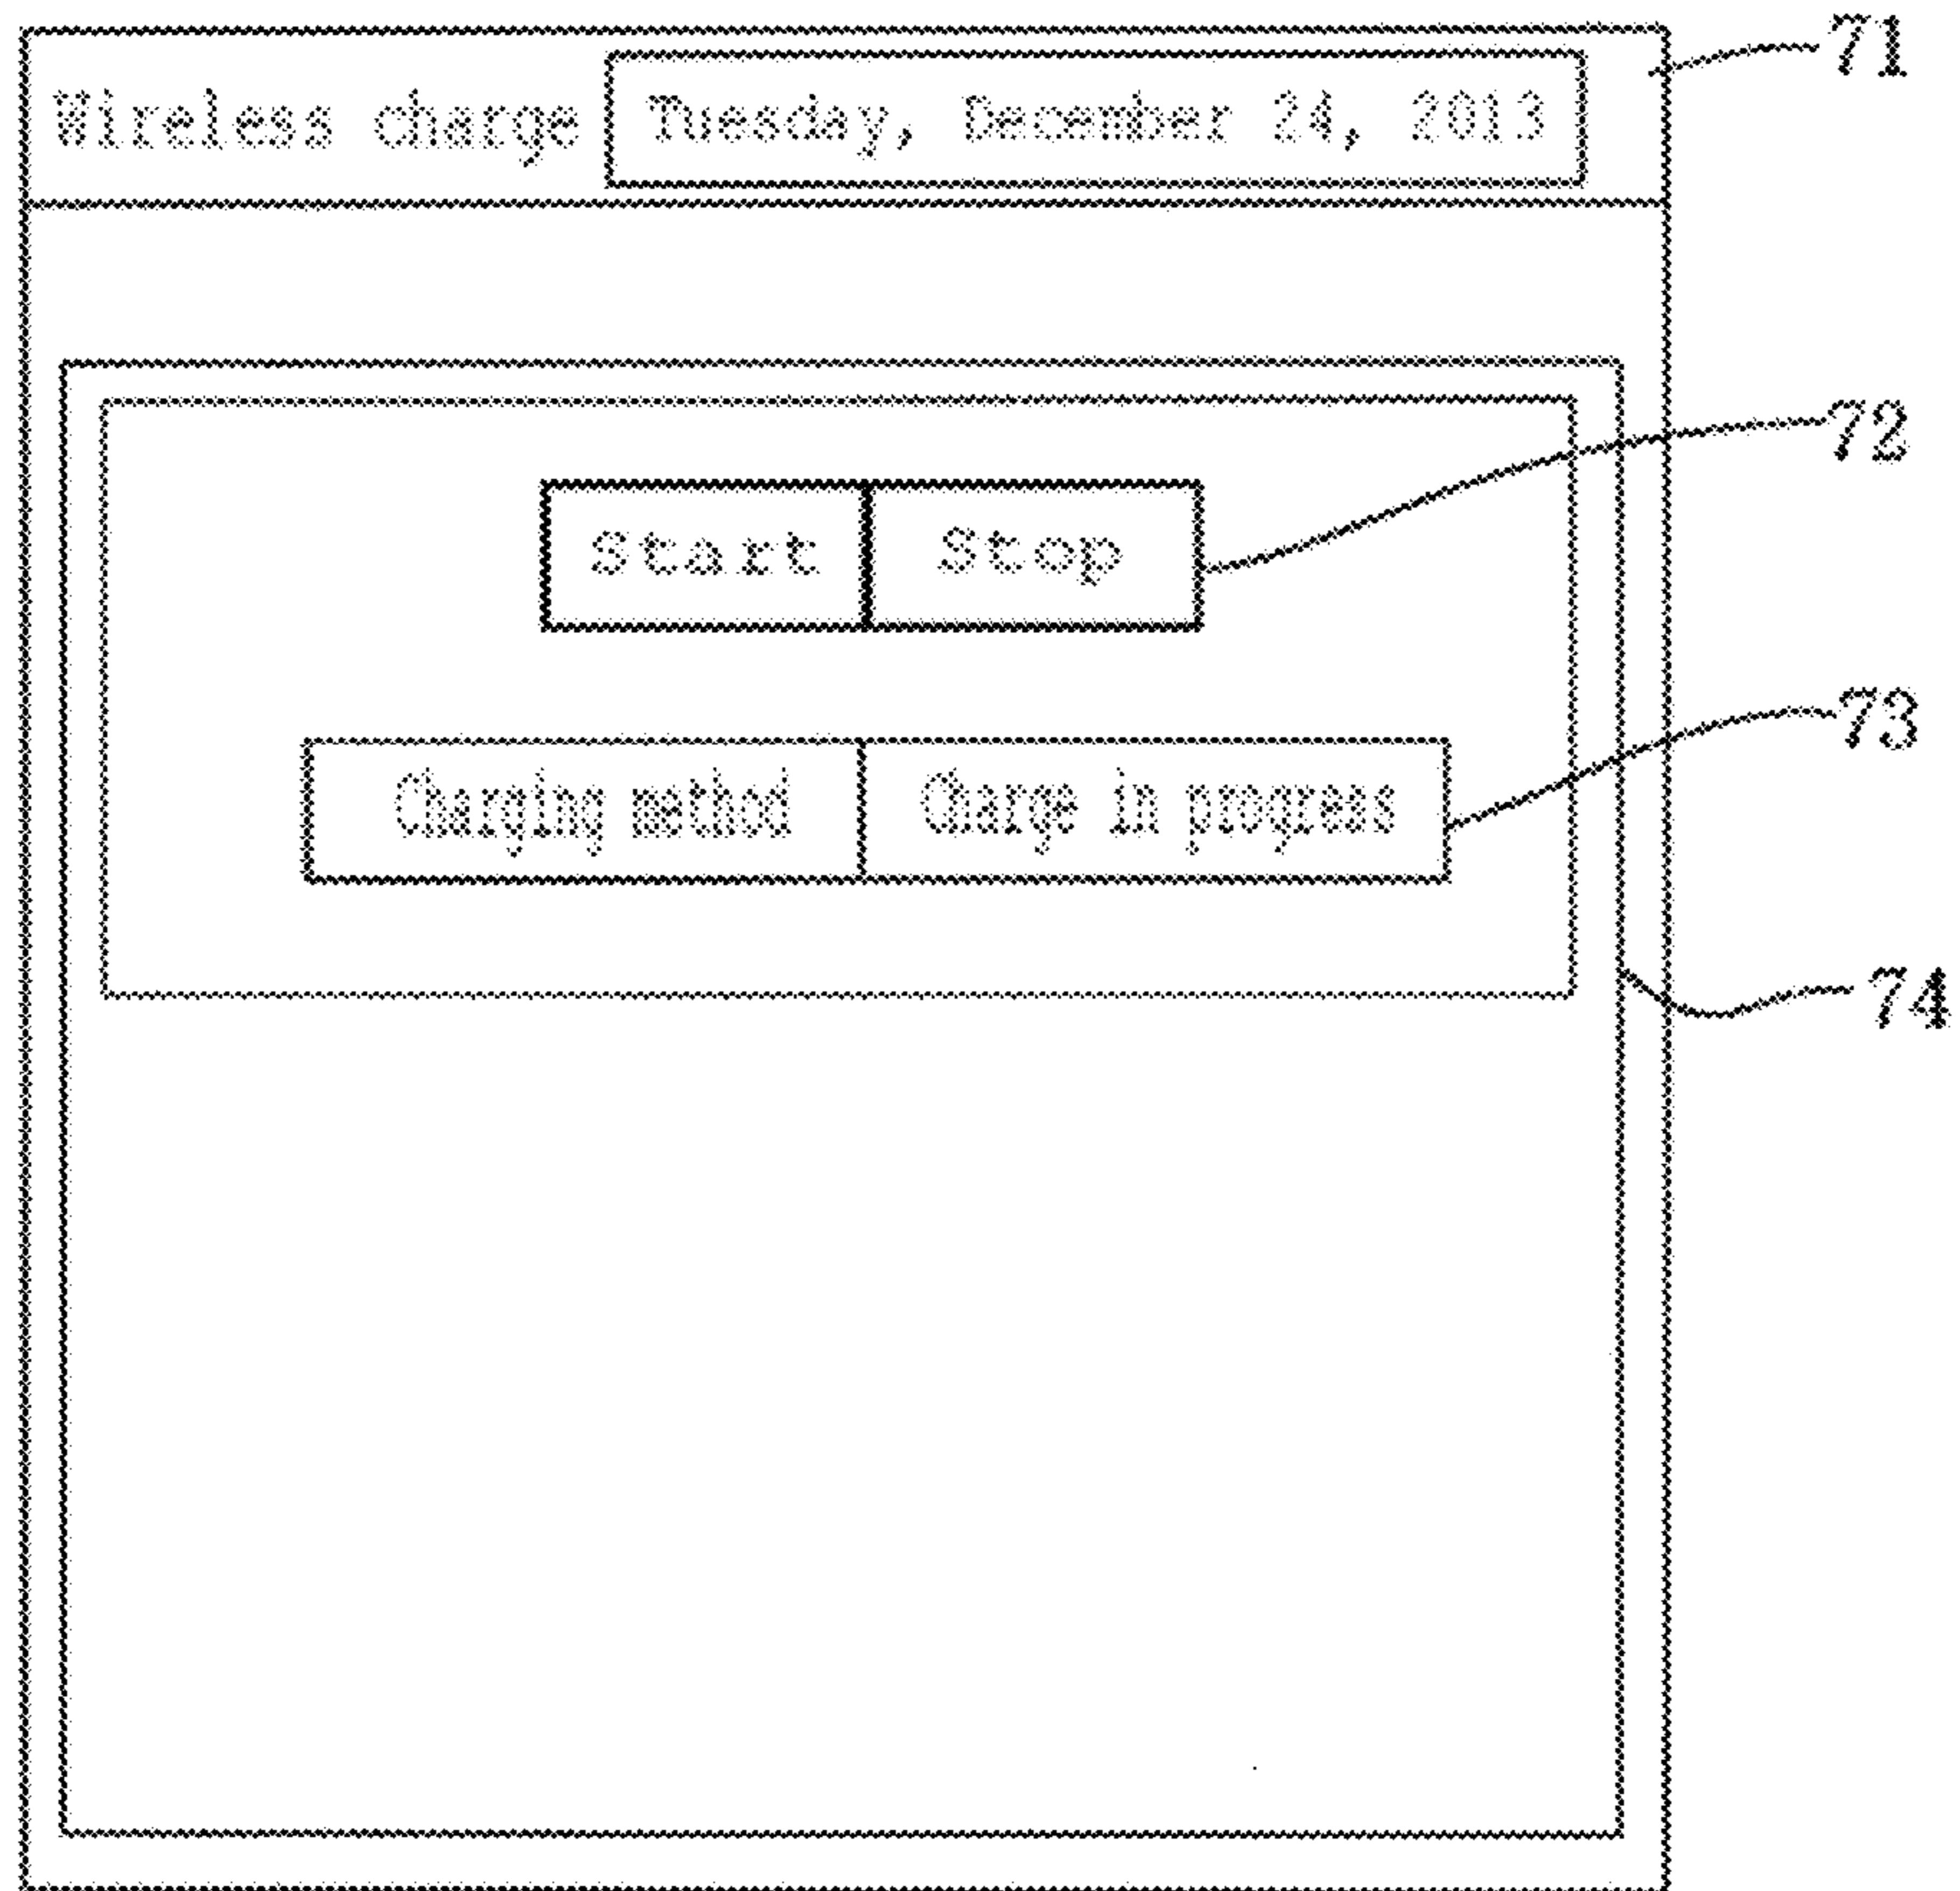 71
Wireless charge Tuesday, December 24, 2013
72
Start Stop
73
Charging method Charge in progress
74